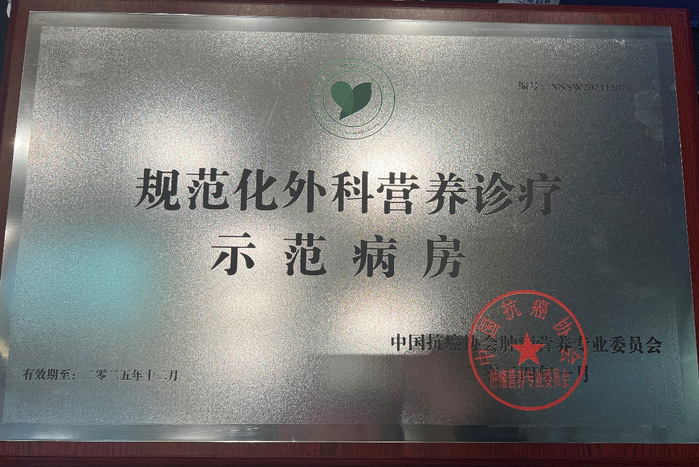 编号：SNSW202312078
规范化外科营养诊疗
示范病房
中国抗癌协会肿瘤营养专业委员会
有效期至：二零二五年十二月
中国抗癌协会
肿瘤营养专业委员会